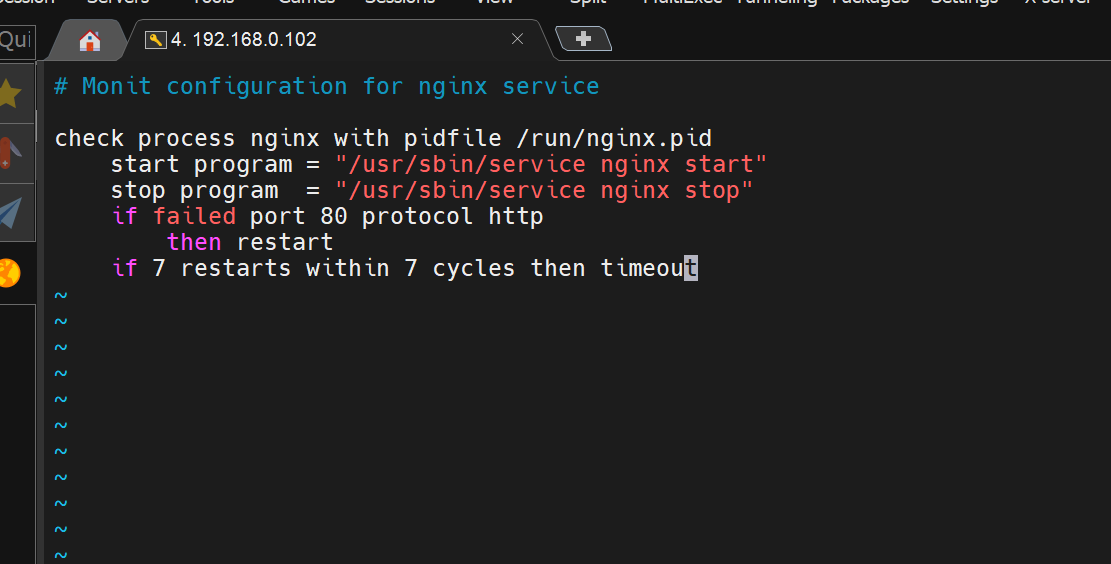 Servers Tools Games Sessions View Split MultiExec Tunneling Packages Settings X server
Qui
4. 192.168.0.102
# Monit configuration for nginx service
check process nginx with pidfile /run/nginx.pid
    start program = "/usr/sbin/service nginx start"
    stop program  = "/usr/sbin/service nginx stop"
    if failed port 80 protocol http
        then restart
    if 7 restarts within 7 cycles then timeout
~
~
~
~
~
~
~
~
~
~
~